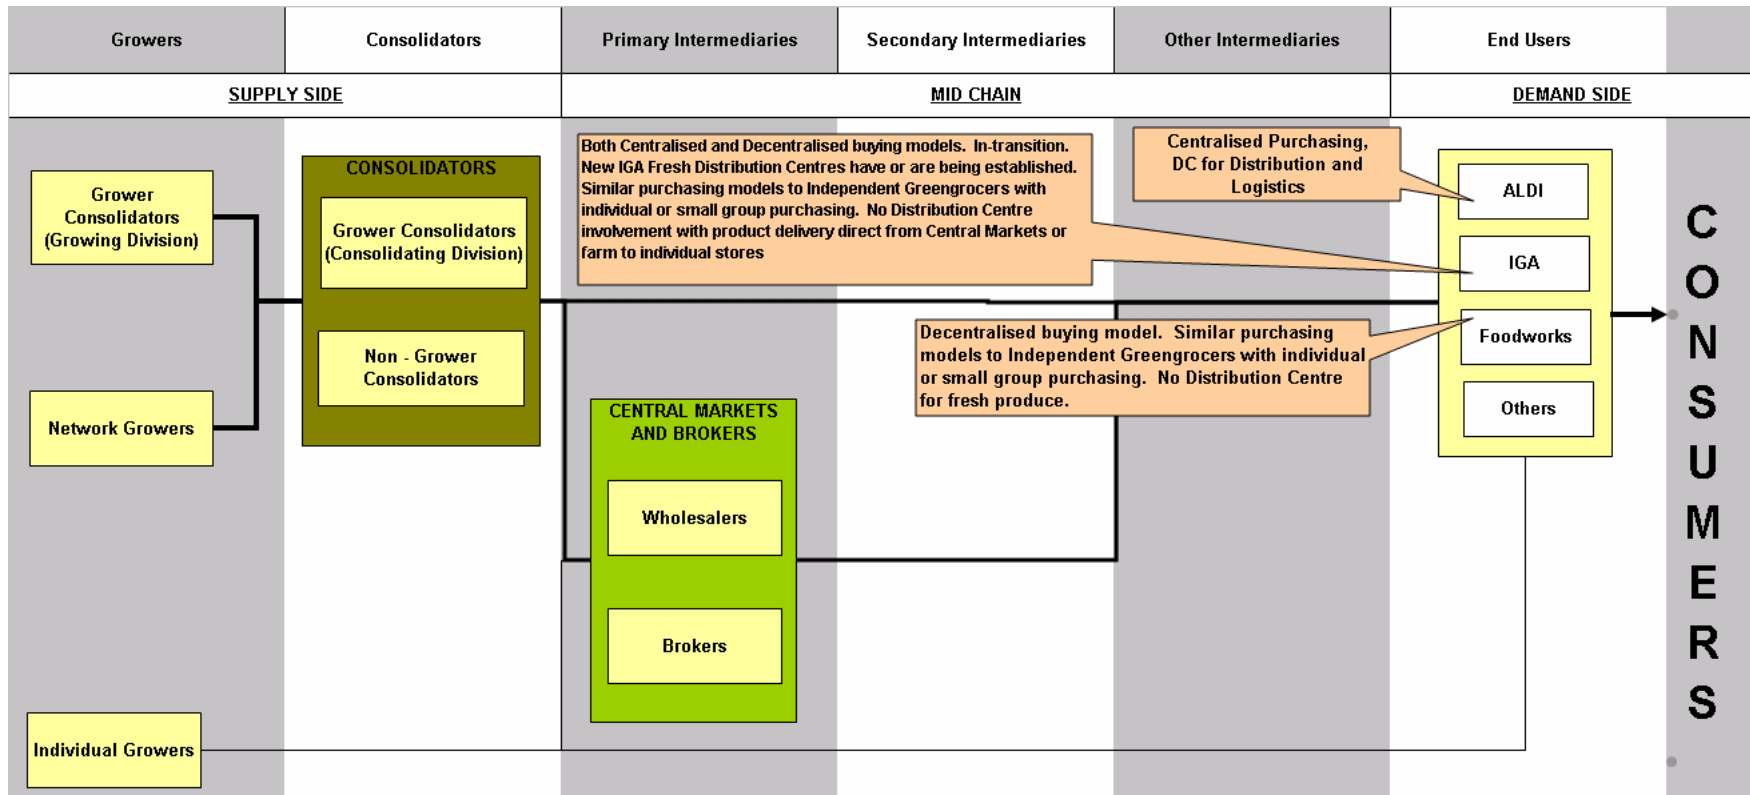 Growers
Consolidators
Primary Intermediaries
Secondary Intermediaries
Other Intermediaries
End Users
SUPPLY SIDE
MID CHAIN
DEMAND SIDE
Grower
Consolidators
(Growing Division)
Network Growers
Individual Growers
CONSOLIDATORS
Grower Consolidators
(Consolidating Division)
Non - Grower
Consolidators
Both Centralised and Decentralised buying models. In-transition.
New IGA Fresh Distribution Centres have or are being established.
Similar purchasing models to Independent Greengrocers with
individual or small group purchasing. No Distribution Centre
involvement with product delivery direct from Central Markets or
farm to individual stores
CENTRAL MARKETS
AND BROKERS
Wholesalers
Brokers
Centralised Purchasing,
DC for Distribution and
Logistics
Decentralised buying model. Similar purchasing
models to Independent Greengrocers with individual
or small group purchasing. No Distribution Centre
for fresh produce.
ALDI
IGA
Foodworks
Others
CONSUMERS